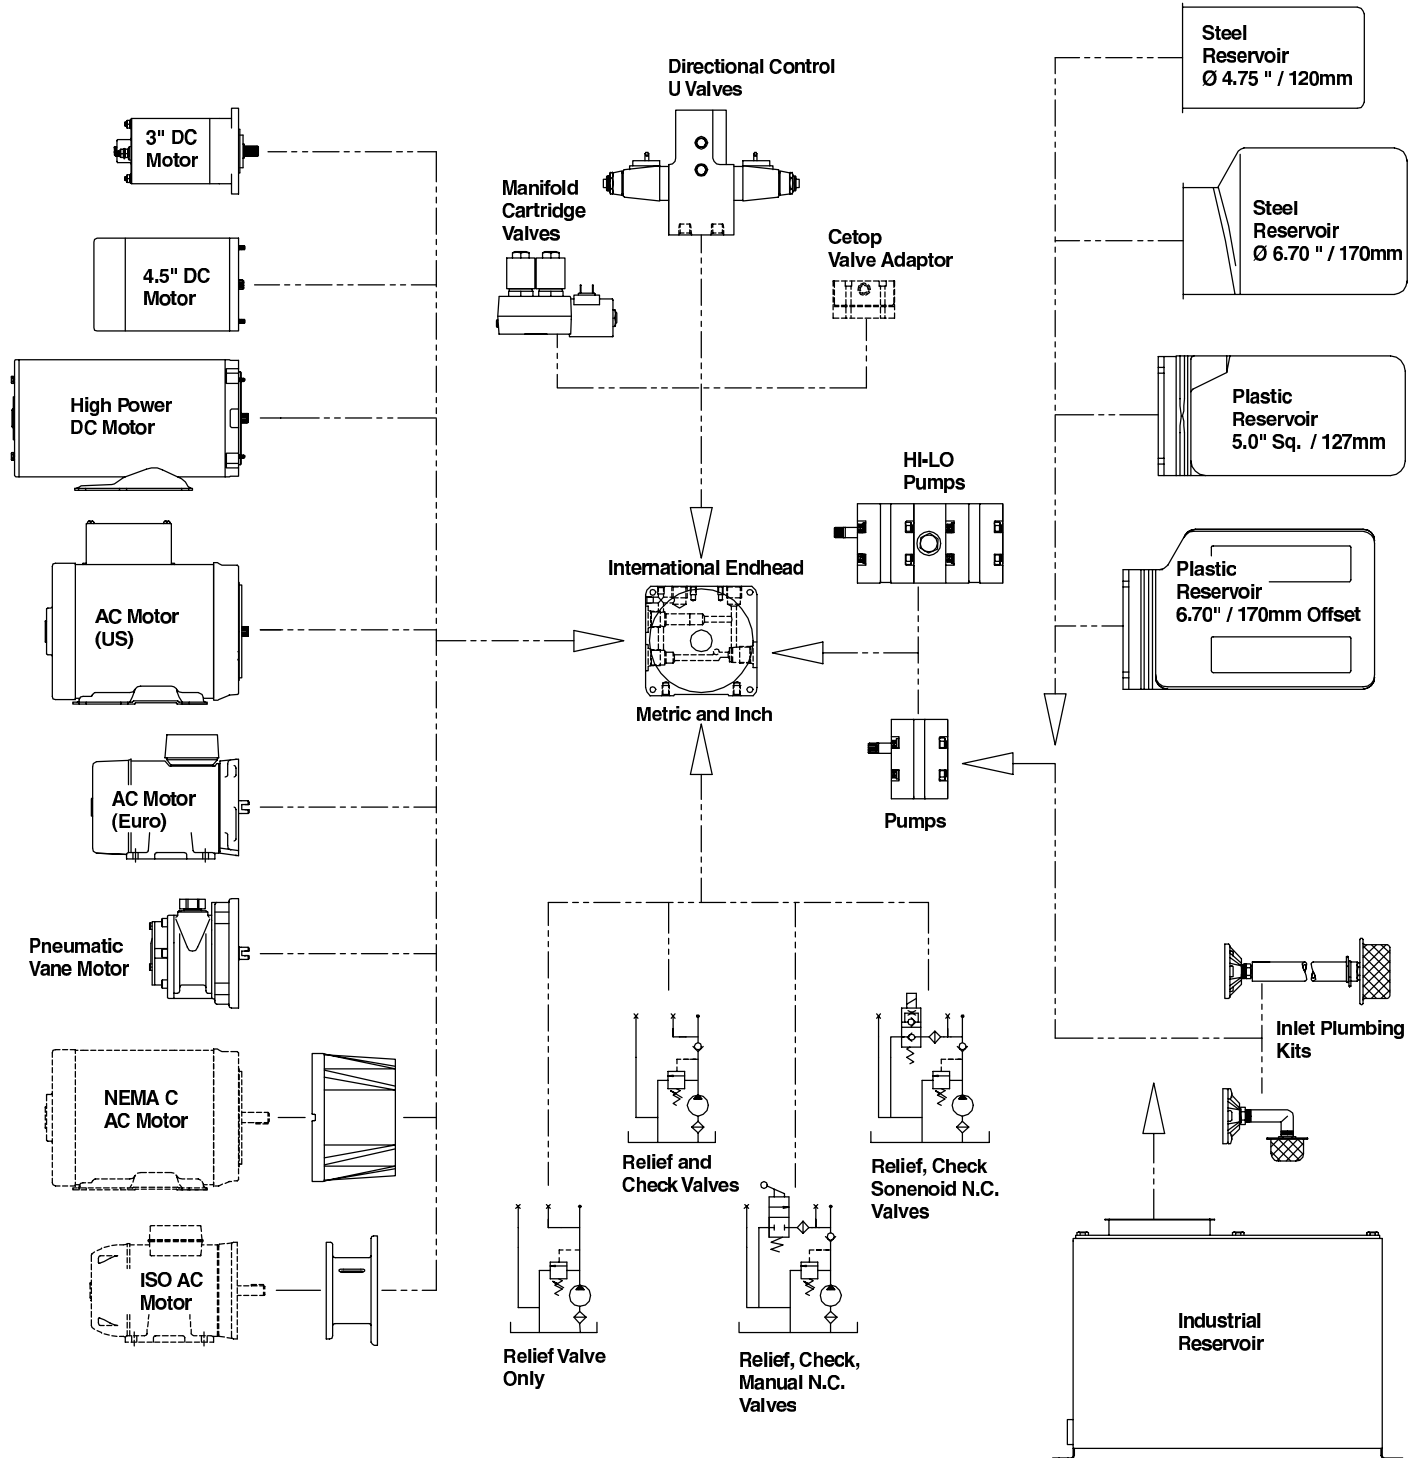 Directional Control
U Valves
Manifold
Cartridge
Valves
Cetop
Valve Adaptor
3" DC
Motor
4.5" DC
Motor
High Power
DC Motor
AC Motor
(US)
AC Motor
(Euro)
Pneumatic
Vane Motor
NEMA C
AC Motor
ISO AC
Motor
International Endhead
Metric and Inch
HI-LO
Pumps
Pumps
Steel
Reservoir
Ø 4.75 " / 120mm
Steel
Reservoir
Ø 6.70 " / 170mm
Plastic
Reservoir
5.0" Sq. / 127mm
Plastic
Reservoir
6.70" / 170mm Offset
Inlet Plumbing
Kits
Relief and
Check Valves
Relief, Check
Sonenoid N.C.
Valves
Relief Valve
Only
Relief, Check,
Manual N.C.
Valves
Industrial
Reservoir